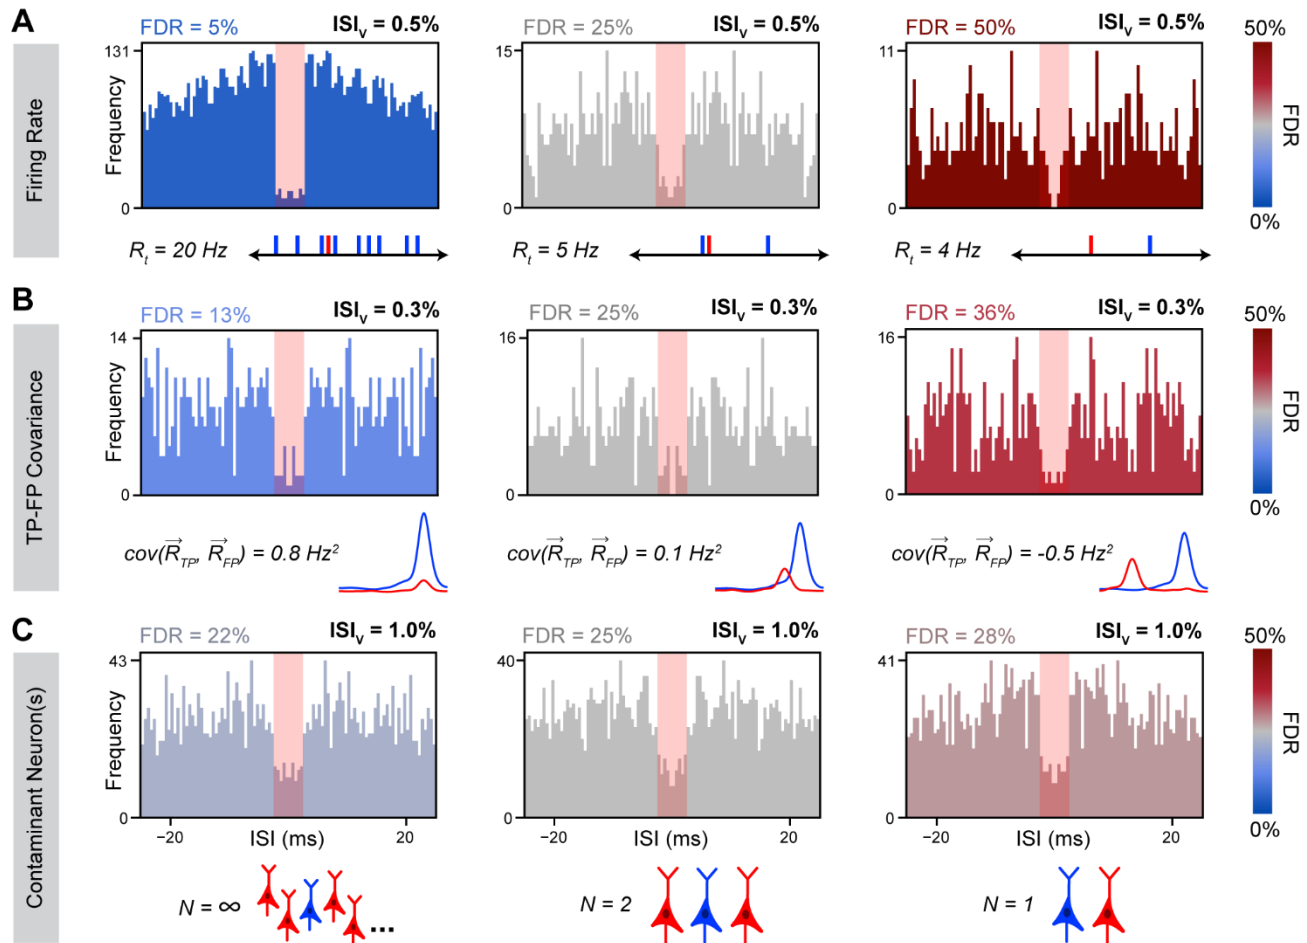 A
Firing Rate
FDR = 5%
ISIv = 0.5%
131
Frequency
0
Rt = 20 Hz
FDR = 25%
ISIv = 0.5%
15
0
Rt = 5 Hz
FDR = 50%
ISIv = 0.5%
11
0
Rt = 4 Hz
50%
FDR
0%
B
TP-FP Covariance
FDR = 13%
ISIv = 0.3%
14
Frequency
0
cov(R⃗TP, R⃗FP) = 0.8 Hz²
FDR = 25%
ISIv = 0.3%
16
0
cov(R⃗TP, R⃗FP) = 0.1 Hz²
FDR = 36%
ISIv = 0.3%
16
0
cov(R⃗TP, R⃗FP) = -0.5 Hz²
50%
FDR
0%
C
Contaminant Neuron(s)
FDR = 22%
ISIv = 1.0%
43
Frequency
0
−20
ISI (ms)
20
N = ∞
...
FDR = 25%
ISIv = 1.0%
40
0
−20
ISI (ms)
20
N = 2
FDR = 28%
ISIv = 1.0%
41
0
−20
ISI (ms)
20
N = 1
50%
FDR
0%